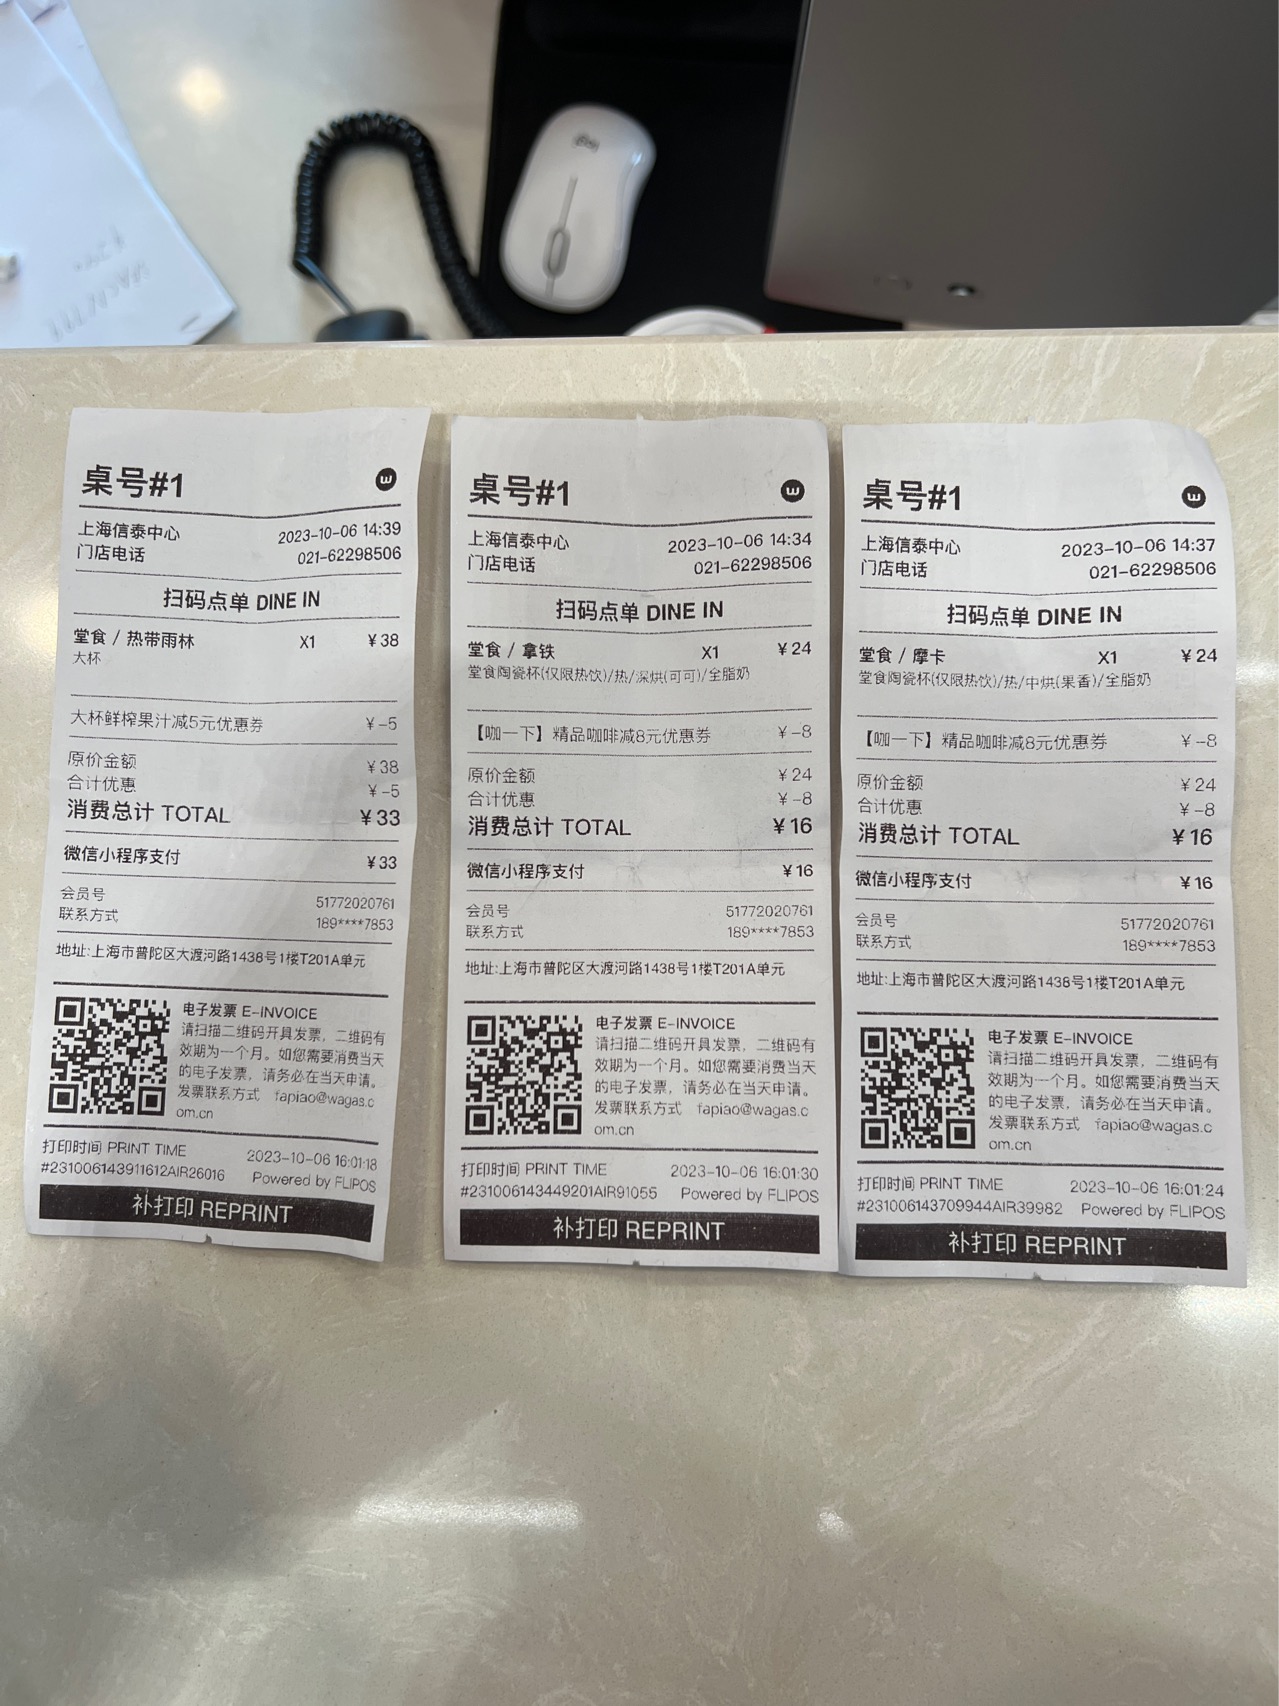 桌号#1
上海信泰中心 2023-10-06 14:39
门店电话 021-62298506
扫码点单 DINE IN
堂食 / 热带雨林 X1 ¥38
大杯
大杯鲜榨果汁减5元优惠券 ¥-5
原价金额 ¥38
合计优惠 ¥-5
消费总计 TOTAL ¥33
微信小程序支付 ¥33
会员号 51772020761
联系方式 189****7853
地址:上海市普陀区大渡河路1438号1楼T201A单元
电子发票 E-INVOICE
请扫描二维码开具发票，二维码有
效期为一个月。如您需要消费当天
的电子发票，请务必在当天申请。
发票联系方式 fapiao@wagas.c
om.cn
打印时间 PRINT TIME 2023-10-06 16:01:18
#231006143911612AIR26016 Powered by FLIPOS
补打印 REPRINT
桌号#1
上海信泰中心 2023-10-06 14:34
门店电话 021-62298506
扫码点单 DINE IN
堂食 / 拿铁 X1 ¥24
堂食陶瓷杯(仅限热饮)/热/深烘(可可)/全脂奶
【咖一下】精品咖啡减8元优惠券 ¥-8
原价金额 ¥24
合计优惠 ¥-8
消费总计 TOTAL ¥16
微信小程序支付 ¥16
会员号 51772020761
联系方式 189****7853
地址:上海市普陀区大渡河路1438号1楼T201A单元
电子发票 E-INVOICE
请扫描二维码开具发票，二维码有
效期为一个月。如您需要消费当天
的电子发票，请务必在当天申请。
发票联系方式 fapiao@wagas.c
om.cn
打印时间 PRINT TIME 2023-10-06 16:01:30
#231006143449201AIR91055 Powered by FLIPOS
补打印 REPRINT
桌号#1
上海信泰中心 2023-10-06 14:37
门店电话 021-62298506
扫码点单 DINE IN
堂食 / 摩卡 X1 ¥24
堂食陶瓷杯(仅限热饮)/热/中烘(果香)/全脂奶
【咖一下】精品咖啡减8元优惠券 ¥-8
原价金额 ¥24
合计优惠 ¥-8
消费总计 TOTAL ¥16
微信小程序支付 ¥16
会员号 51772020761
联系方式 189****7853
地址:上海市普陀区大渡河路1438号1楼T201A单元
电子发票 E-INVOICE
请扫描二维码开具发票，二维码有
效期为一个月。如您需要消费当天
的电子发票，请务必在当天申请。
发票联系方式 fapiao@wagas.c
om.cn
打印时间 PRINT TIME 2023-10-06 16:01:24
#231006143709944AIR39982 Powered by FLIPOS
补打印 REPRINT